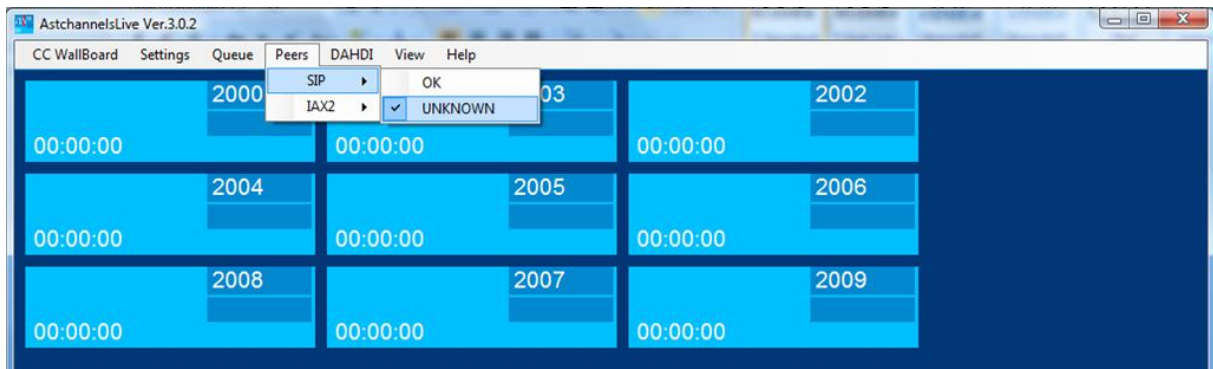 AstchannelsLive Ver.3.0.2
CC WallBoard Settings Queue Peers DAHDI View Help
SIP OK
IAX2 UNKNOWN
2000 03 2002
00:00:00 00:00:00 00:00:00
2004 2005 2006
00:00:00 00:00:00 00:00:00
2008 2007 2009
00:00:00 00:00:00 00:00:00